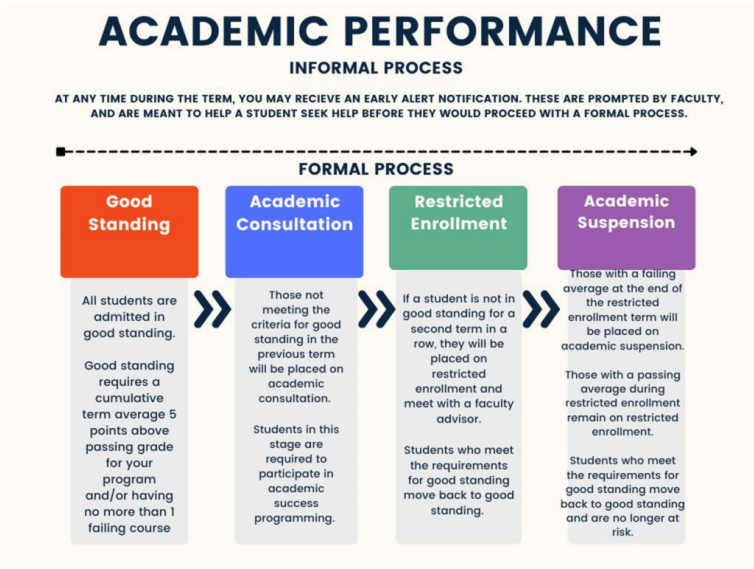 ACADEMIC PERFORMANCE
INFORMAL PROCESS
AT ANY TIME DURING THE TERM, YOU MAY RECIEVE AN EARLY ALERT NOTIFICATION. THESE ARE PROMPTED BY FACULTY,
AND ARE MEANT TO HELP A STUDENT SEEK HELP BEFORE THEY WOULD PROCEED WITH A FORMAL PROCESS.
FORMAL PROCESS
Good
Standing
All students are
admitted in
good standing.
Good standing
requires a
cumulative
term average 5
points above
passing grade
for your
program
and/or having
no more than 1
failing course
Academic
Consultation
Those not
meeting the
criteria for good
standing in the
previous term
will be placed on
academic
consultation.
Students in this
stage are
required to
participate in
academic
success
programming.
Restricted
Enrollment
If a student is not in
good standing for a
second term in a
row, they will be
placed on
restricted
enrollment and
meet with a faculty
advisor.
Students who meet
the requirements
for good standing
move back to good
standing.
Academic
Suspension
Those with a failing
average at the end of
the restricted
enrollment term will
be placed on
academic suspension.
Those with a passing
average during
restricted enrollment
remain on restricted
enrollment.
Students who meet
the requirements for
good standing move
back to good standing
and are no longer at
risk.